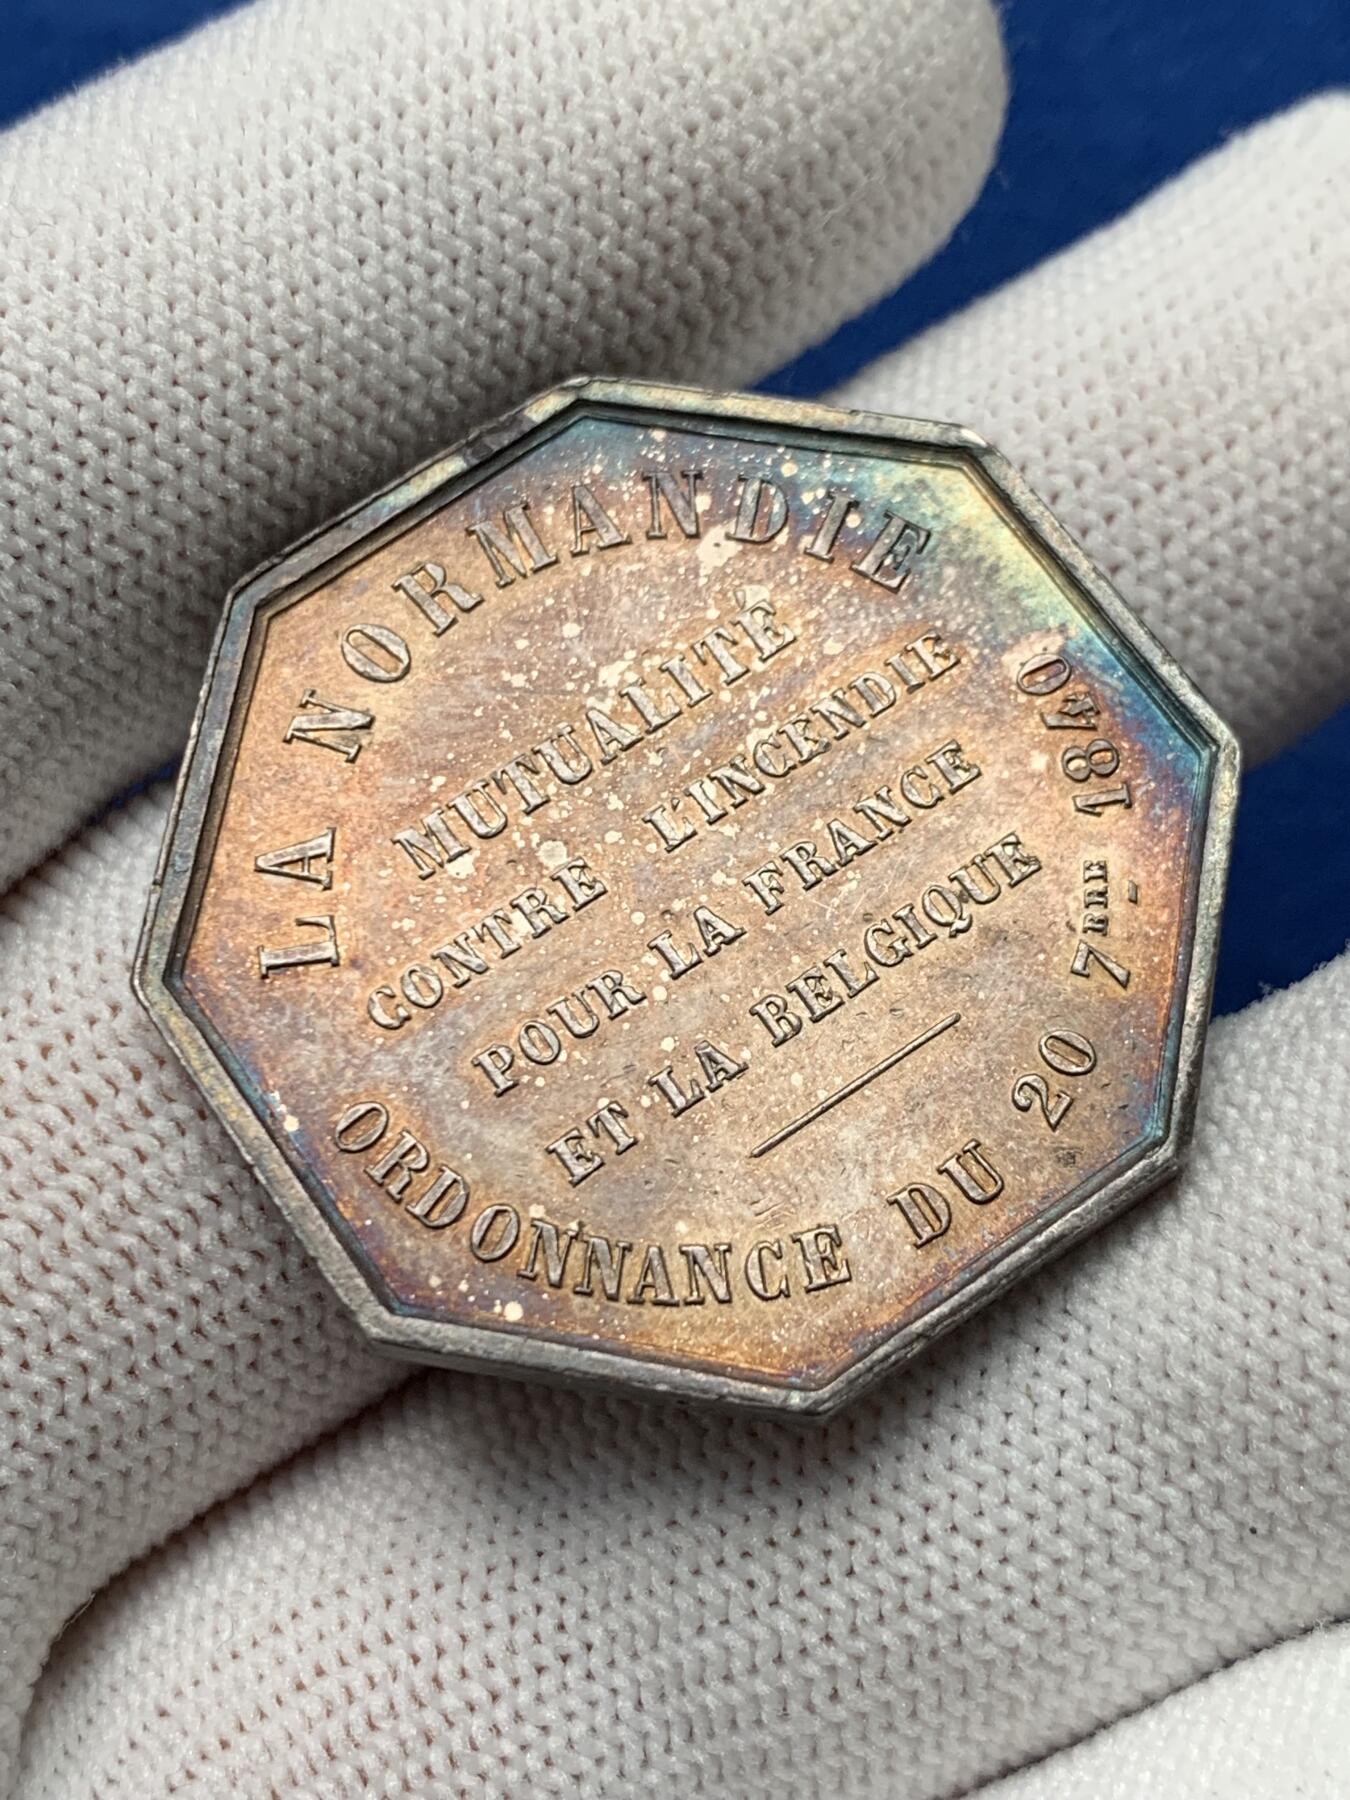 LA NORMANDIE
MUTUALITÉ
CONTRE L'INCENDIE
POUR LA FRANCE
ET LA BELGIQUE
ORDONNANCE DU 20 7BRE 1840